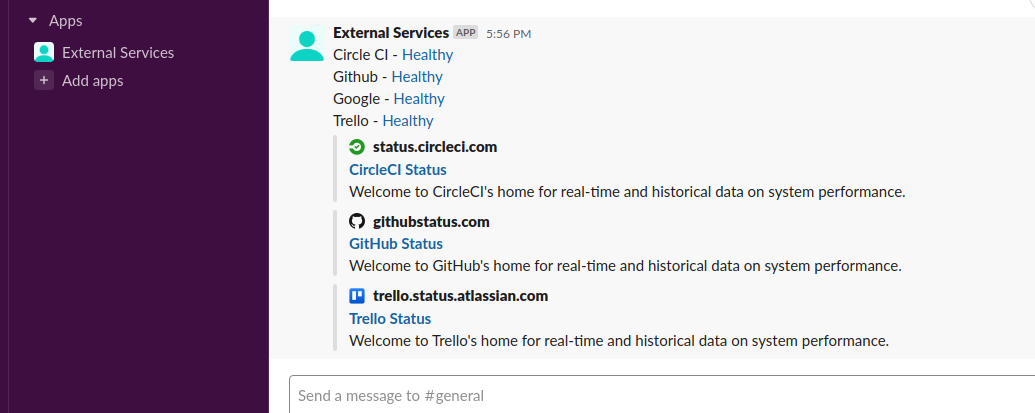 Apps
External Services
+ Add apps
External Services APP 5:56 PM
Circle CI - Healthy
Github - Healthy
Google - Healthy
Trello - Healthy
status.circleci.com
CircleCI Status
Welcome to CircleCI's home for real-time and historical data on system performance.
githubstatus.com
GitHub Status
Welcome to GitHub's home for real-time and historical data on system performance.
trello.status.atlassian.com
Trello Status
Welcome to Trello's home for real-time and historical data on system performance.
Send a message to #general